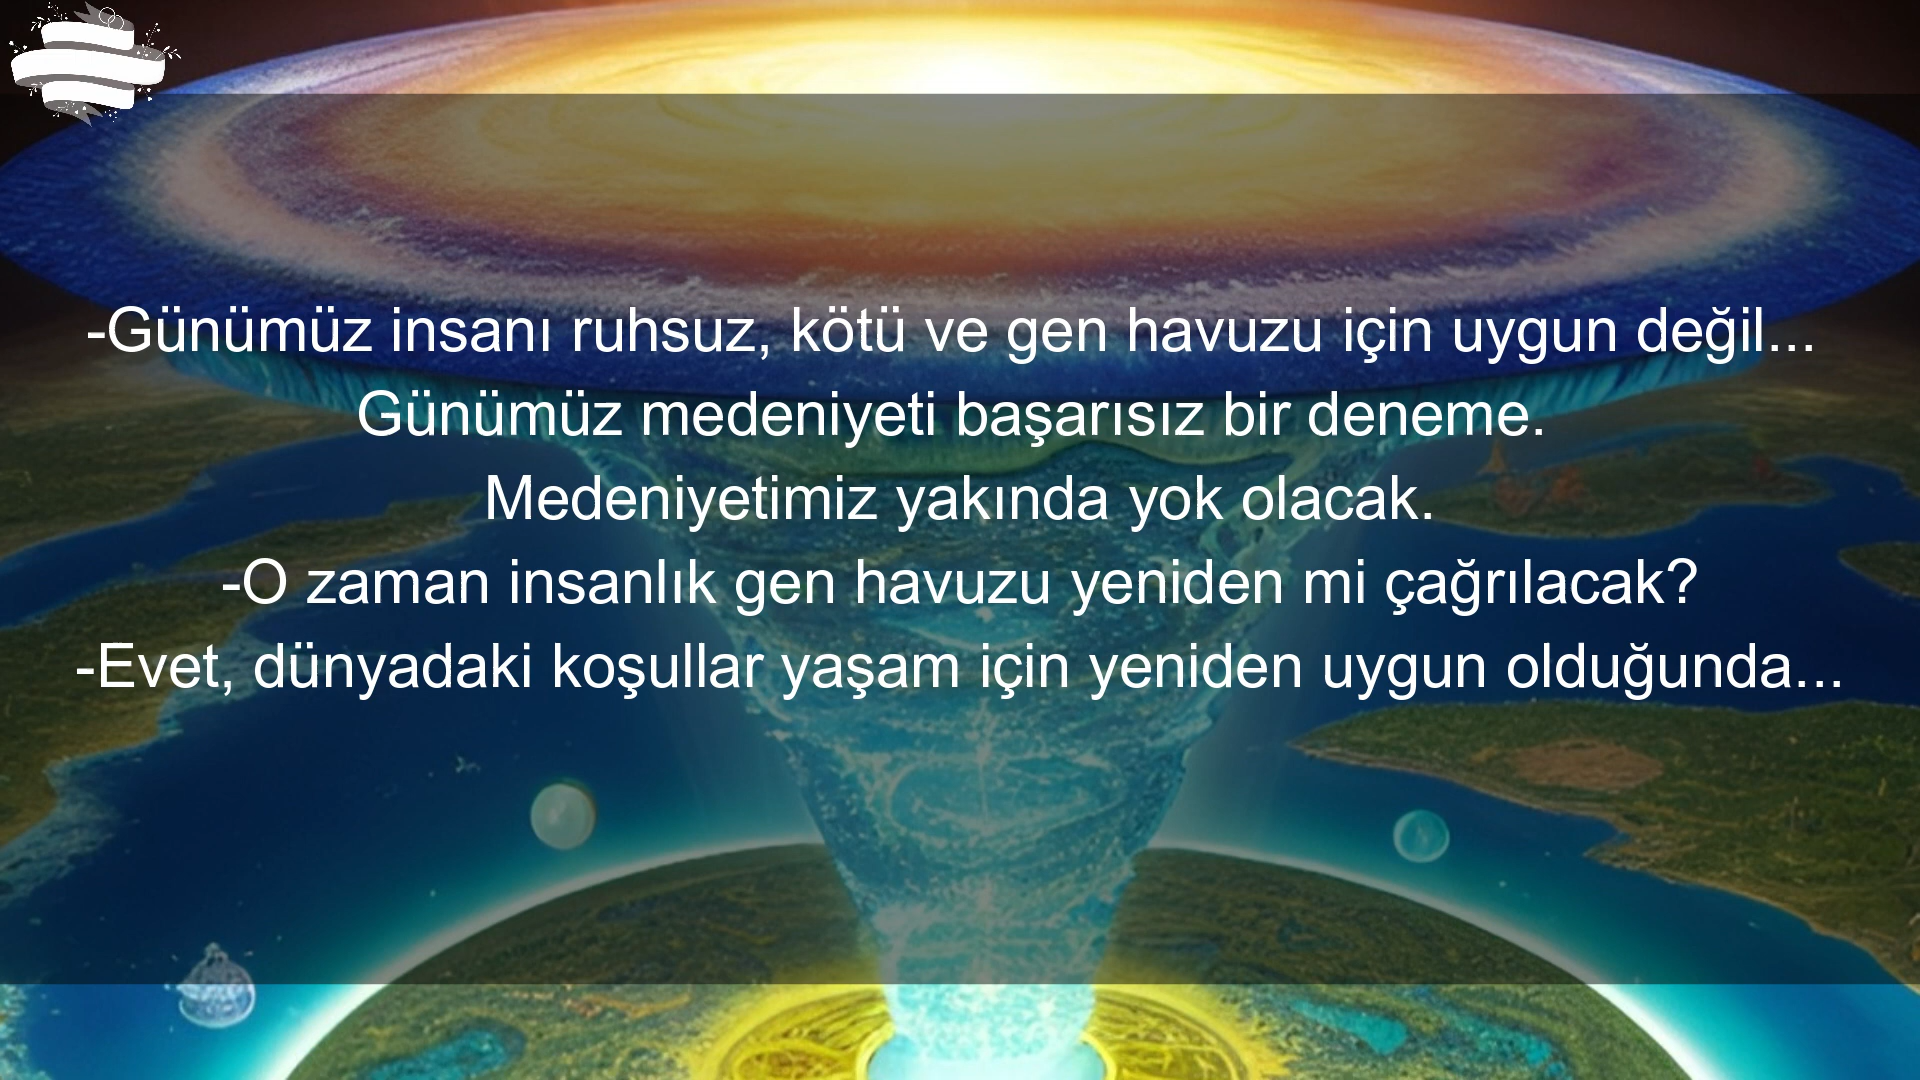 -Günümüz insanı ruhsuz, kötü ve gen havuzu için uygun değil...
Günümüz medeniyeti başarısız bir deneme.
Medeniyetimiz yakında yok olacak.
-O zaman insanlık gen havuzu yeniden mi çağrılacak?
-Evet, dünyadaki koşullar yaşam için yeniden uygun olduğunda...